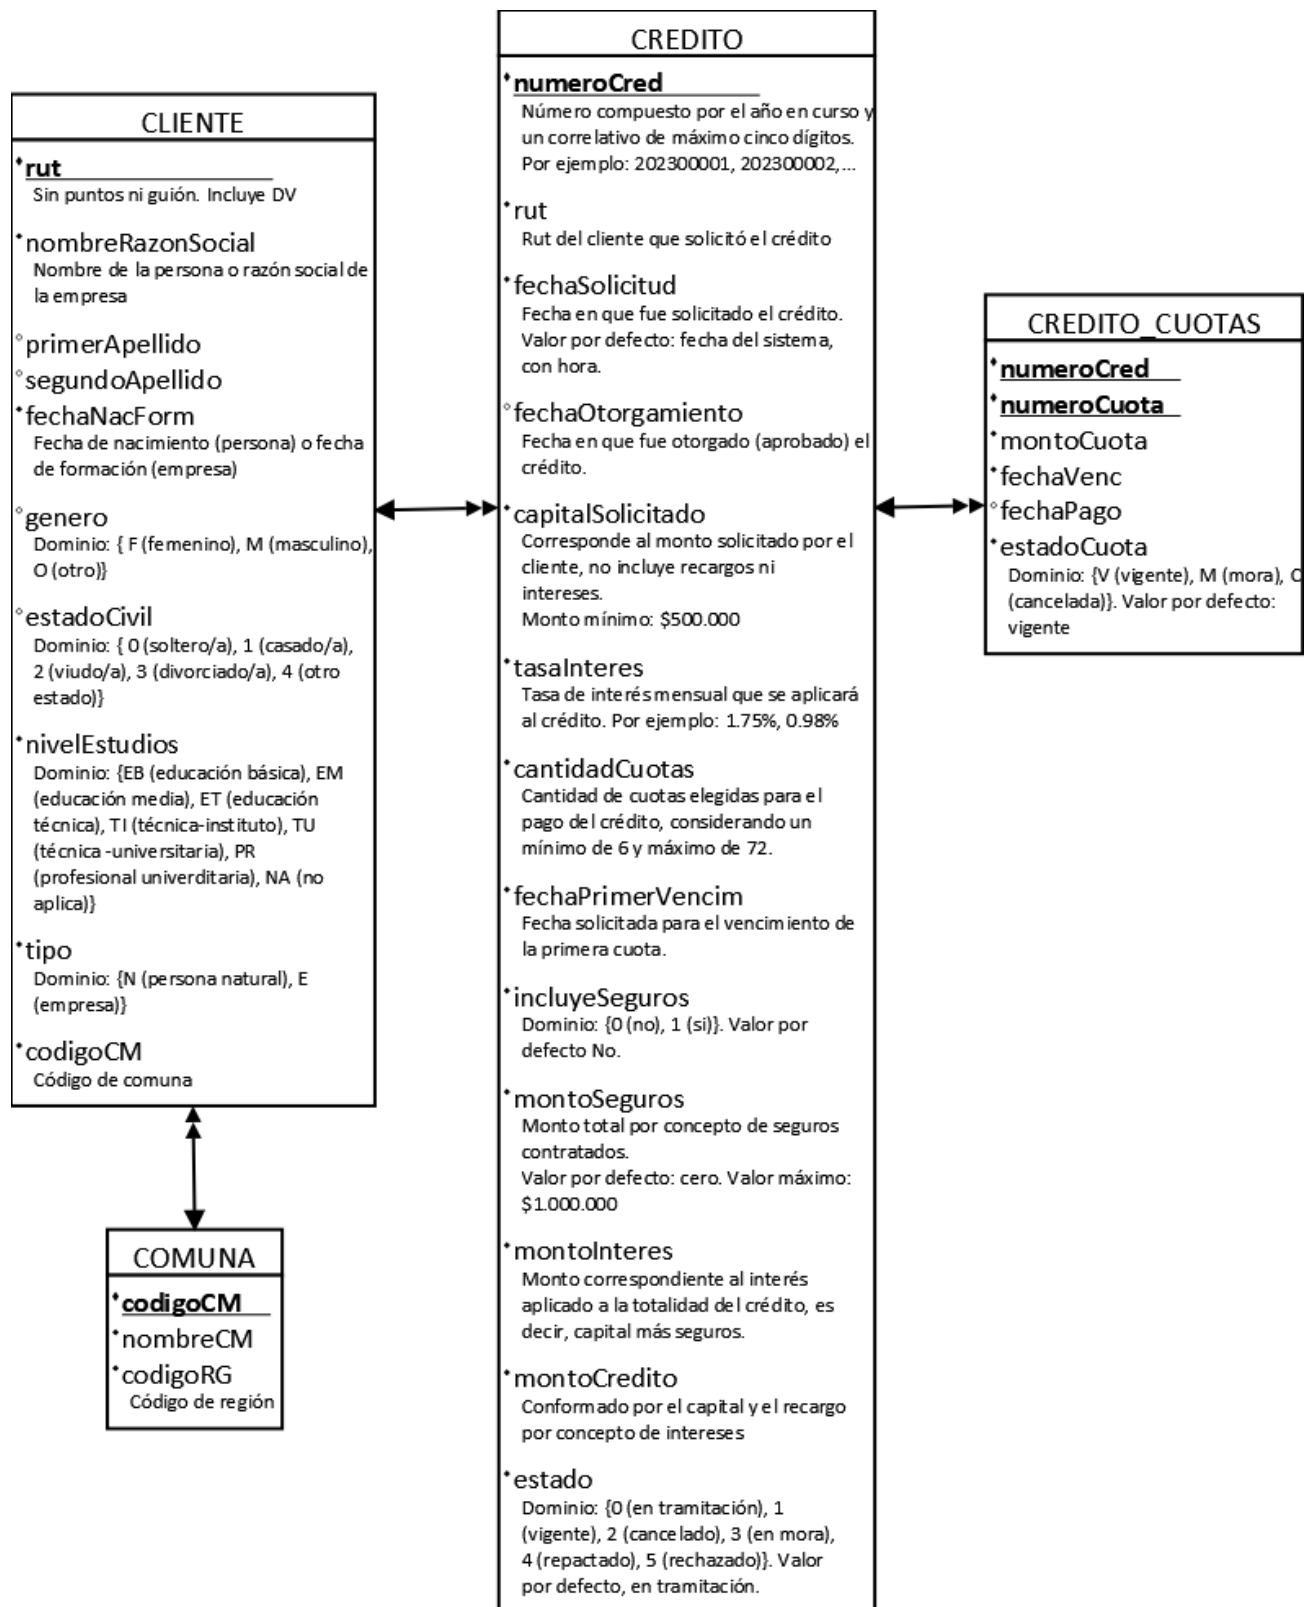 CLIENTE
rut
Sin puntos ni guión. Incluye DV
nombreRazonSocial
Nombre de la persona o razón social de
la empresa
primerApellido
segundoApellido
fechaNacForm
Fecha de nacimiento (persona) o fecha
de formación (empresa)
genero
Dominio: { F (femenino), M (masculino),
O (otro)}
estadoCivil
Dominio: { 0 (soltero/a), 1 (casado/a),
2 (viudo/a), 3 (divorciado/a), 4 (otro
estado)}
nivelEstudios
Dominio: {EB (educación básica), EM
(educación media), ET (educación
técnica), TI (técnica-instituto), TU
(técnica -universitaria), PR
(profesional univerditaria), NA (no
aplica)}
tipo
Dominio: {N (persona natural), E
(empresa)}
codigoCM
Código de comuna
COMUNA
codigoCM
nombreCM
codigoRG
Código de región
CREDITO
numeroCred
Número compuesto por el año en curso y
un correlativo de máximo cinco dígitos.
Por ejemplo: 202300001, 202300002,...
rut
Rut del cliente que solicitó el crédito
fechaSolicitud
Fecha en que fue solicitado el crédito.
Valor por defecto: fecha del sistema,
con hora.
fechaOtorgamiento
Fecha en que fue otorgado (aprobado) el
crédito.
capitalSolicitado
Corresponde al monto solicitado por el
cliente, no incluye recargos ni
intereses.
Monto mínimo: $500.000
tasaInteres
Tasa de interés mensual que se aplicará
al crédito. Por ejemplo: 1.75%, 0.98%
cantidadCuotas
Cantidad de cuotas elegidas para el
pago del crédito, considerando un
mínimo de 6 y máximo de 72.
fechaPrimerVencim
Fecha solicitada para el vencimiento de
la primera cuota.
incluyeSeguros
Dominio: {0 (no), 1 (si)}. Valor por
defecto No.
montoSeguros
Monto total por concepto de seguros
contratados.
Valor por defecto: cero. Valor máximo:
$1.000.000
montoInteres
Monto correspondiente al interés
aplicado a la totalidad del crédito, es
decir, capital más seguros.
montoCredito
Conformado por el capital y el recargo
por concepto de intereses
estado
Dominio: {0 (en tramitación), 1
(vigente), 2 (cancelado), 3 (en mora),
4 (repactado), 5 (rechazado)}. Valor
por defecto, en tramitación.
CREDITO_CUOTAS
numeroCred
numeroCuota
montoCuota
fechaVenc
fechaPago
estadoCuota
Dominio: {V (vigente), M (mora), C
(cancelada)}. Valor por defecto:
vigente